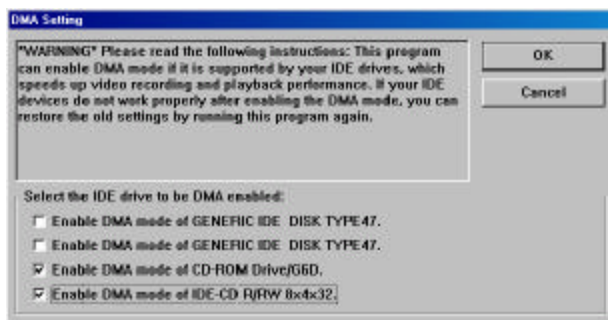 DMA Setting
"WARNING" Please read the following instructions: This program
can enable DMA mode if it is supported by your IDE drives, which
speeds up video recording and playback performance. If your IDE
devices do not work properly after enabling the DMA mode, you can
restore the old settings by running this program again.
OK
Cancel
Select the IDE drive to be DMA enabled:
Enable DMA mode of GENERIC IDE DISK TYPE47.
Enable DMA mode of GENERIC IDE DISK TYPE47.
Enable DMA mode of CD-ROM Drive/G6D.
Enable DMA mode of IDE-CD R/RW 8x4x32.